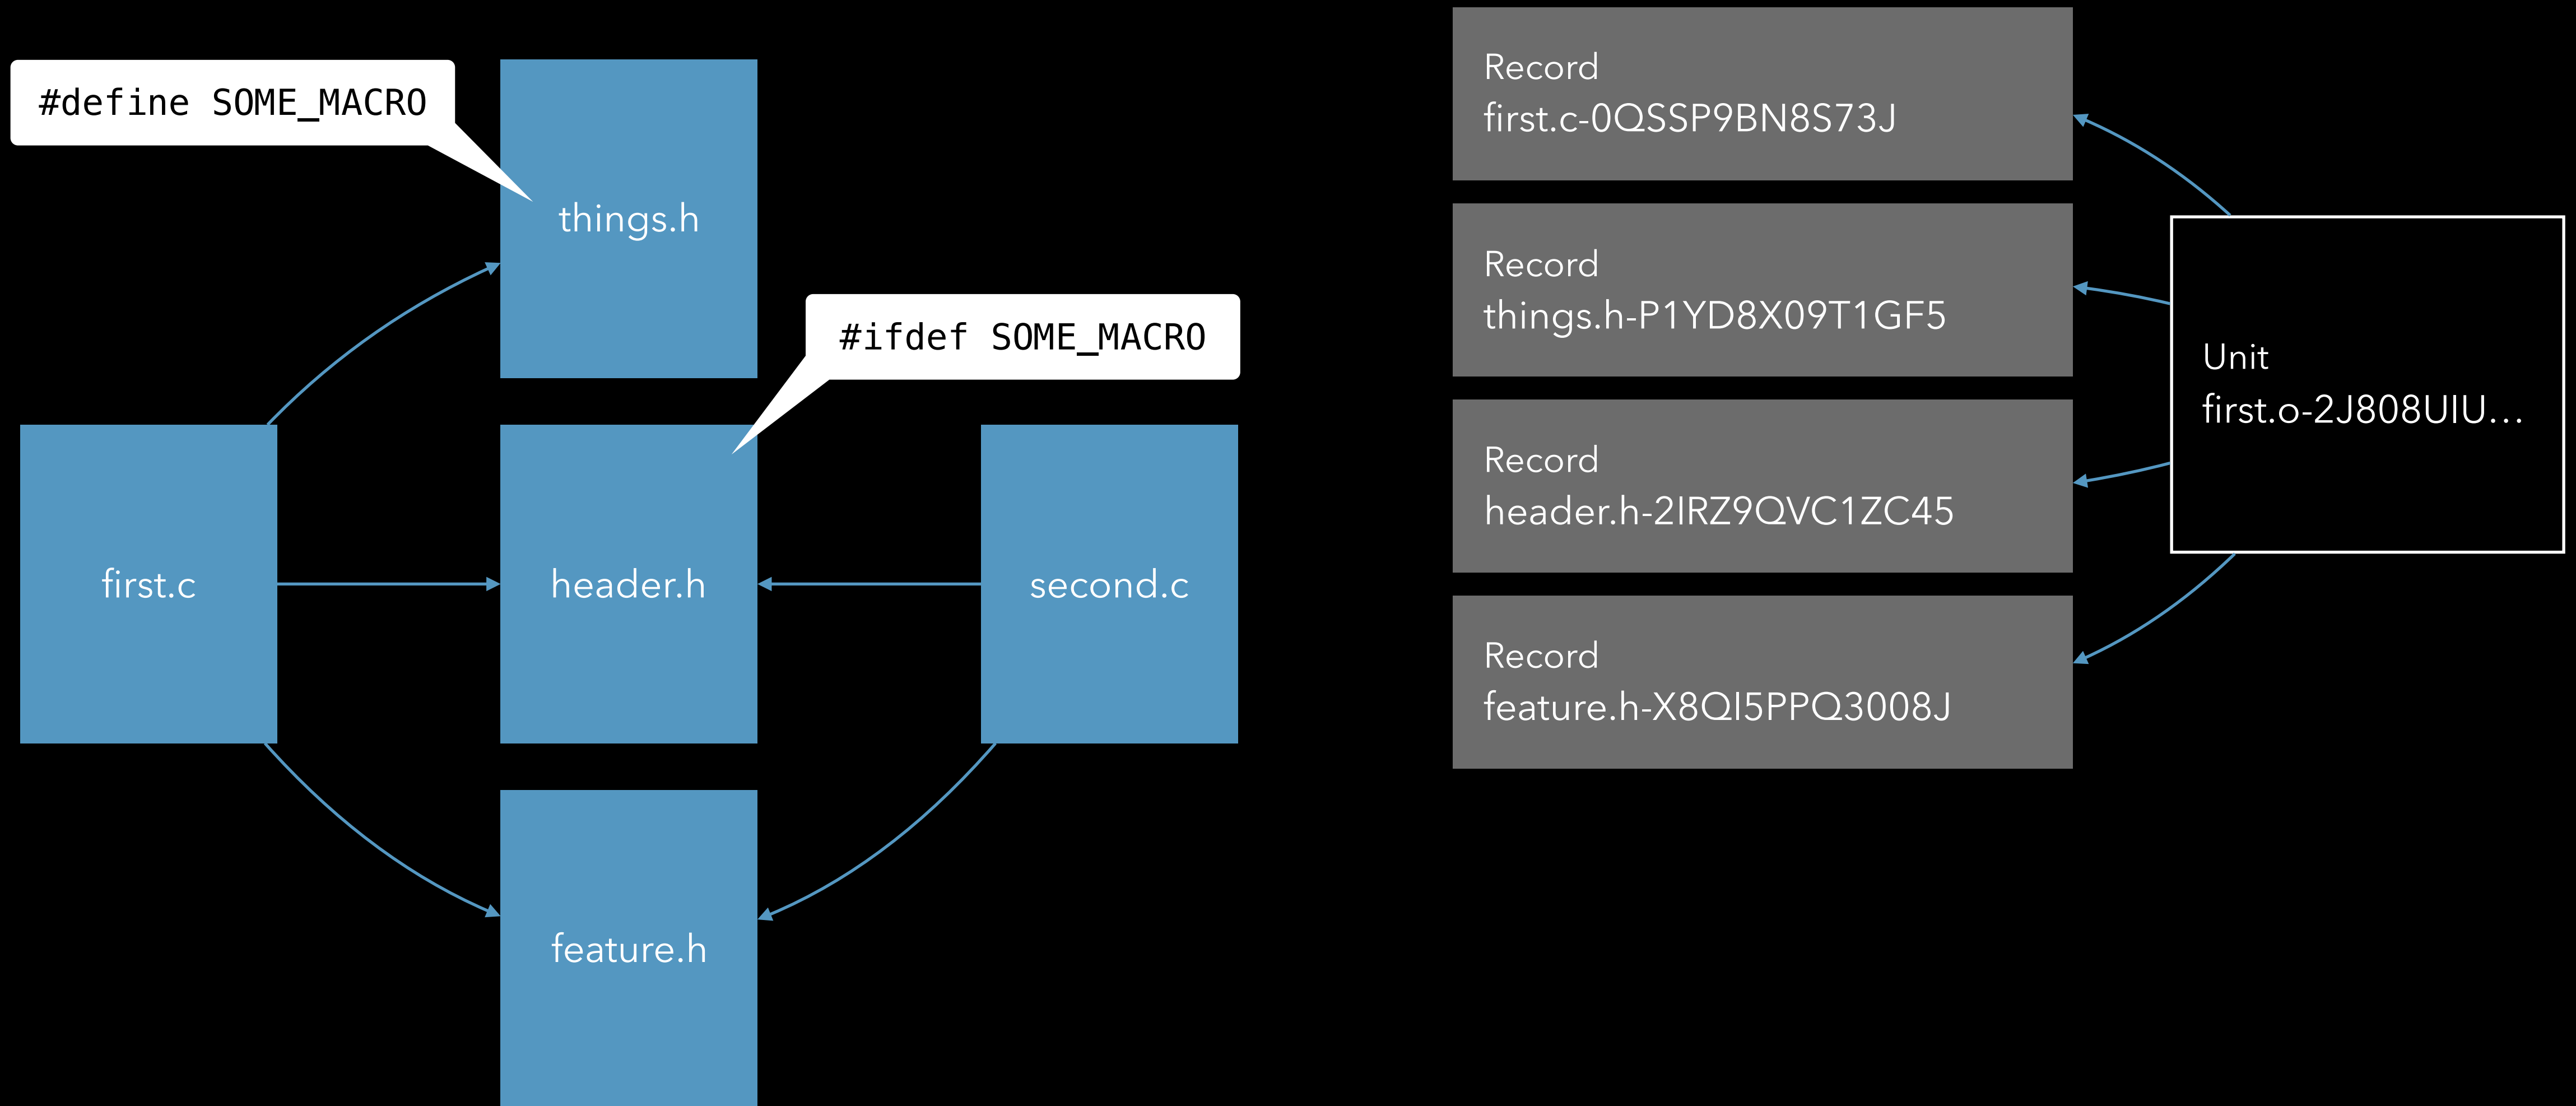 #define SOME_MACRO
things.h
#ifdef SOME_MACRO
first.c
header.h
second.c
feature.h
Record
first.c-0QSSP9BN8S73J
Record
things.h-P1YD8X09T1GF5
Record
header.h-2IRZ9QVC1ZC45
Record
feature.h-X8QI5PPQ3008J
Unit
first.o-2J808UIU…